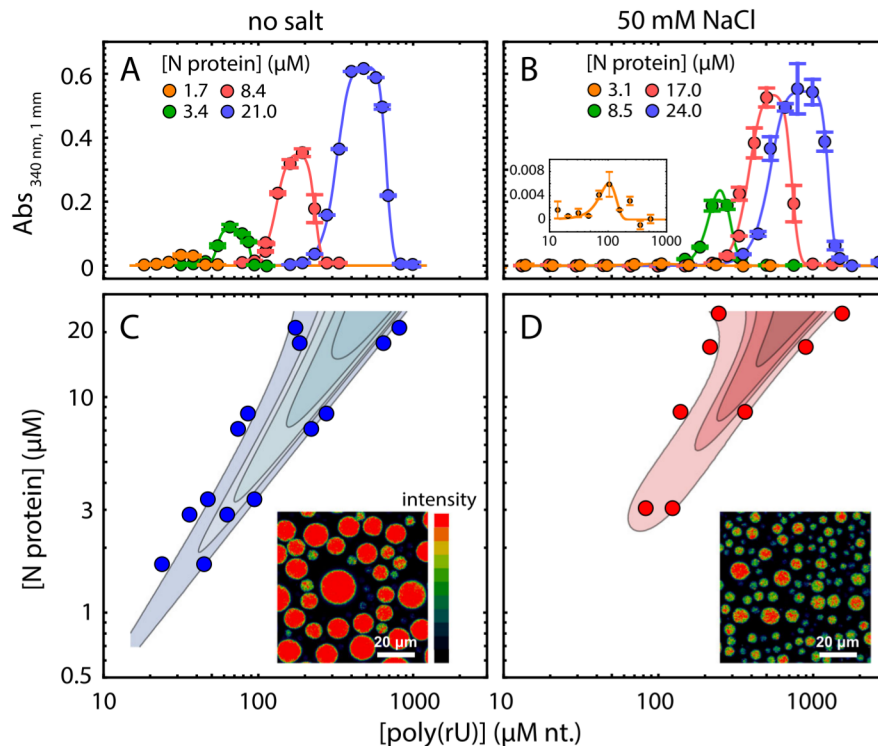 no salt
50 mM NaCl
A
[N protein] (µM)
1.7
8.4
3.4
21.0
B
[N protein] (µM)
3.1
17.0
8.5
24.0
Abs 340 nm, 1 mm
0.6
0.4
0.2
0
0.008
0.004
0
10
100
1000
C
D
[N protein] (µM)
20
10
3
1
0.5
intensity
20 µm
20 µm
10
100
1000
10
100
1000
[poly(rU)] (µM nt.)